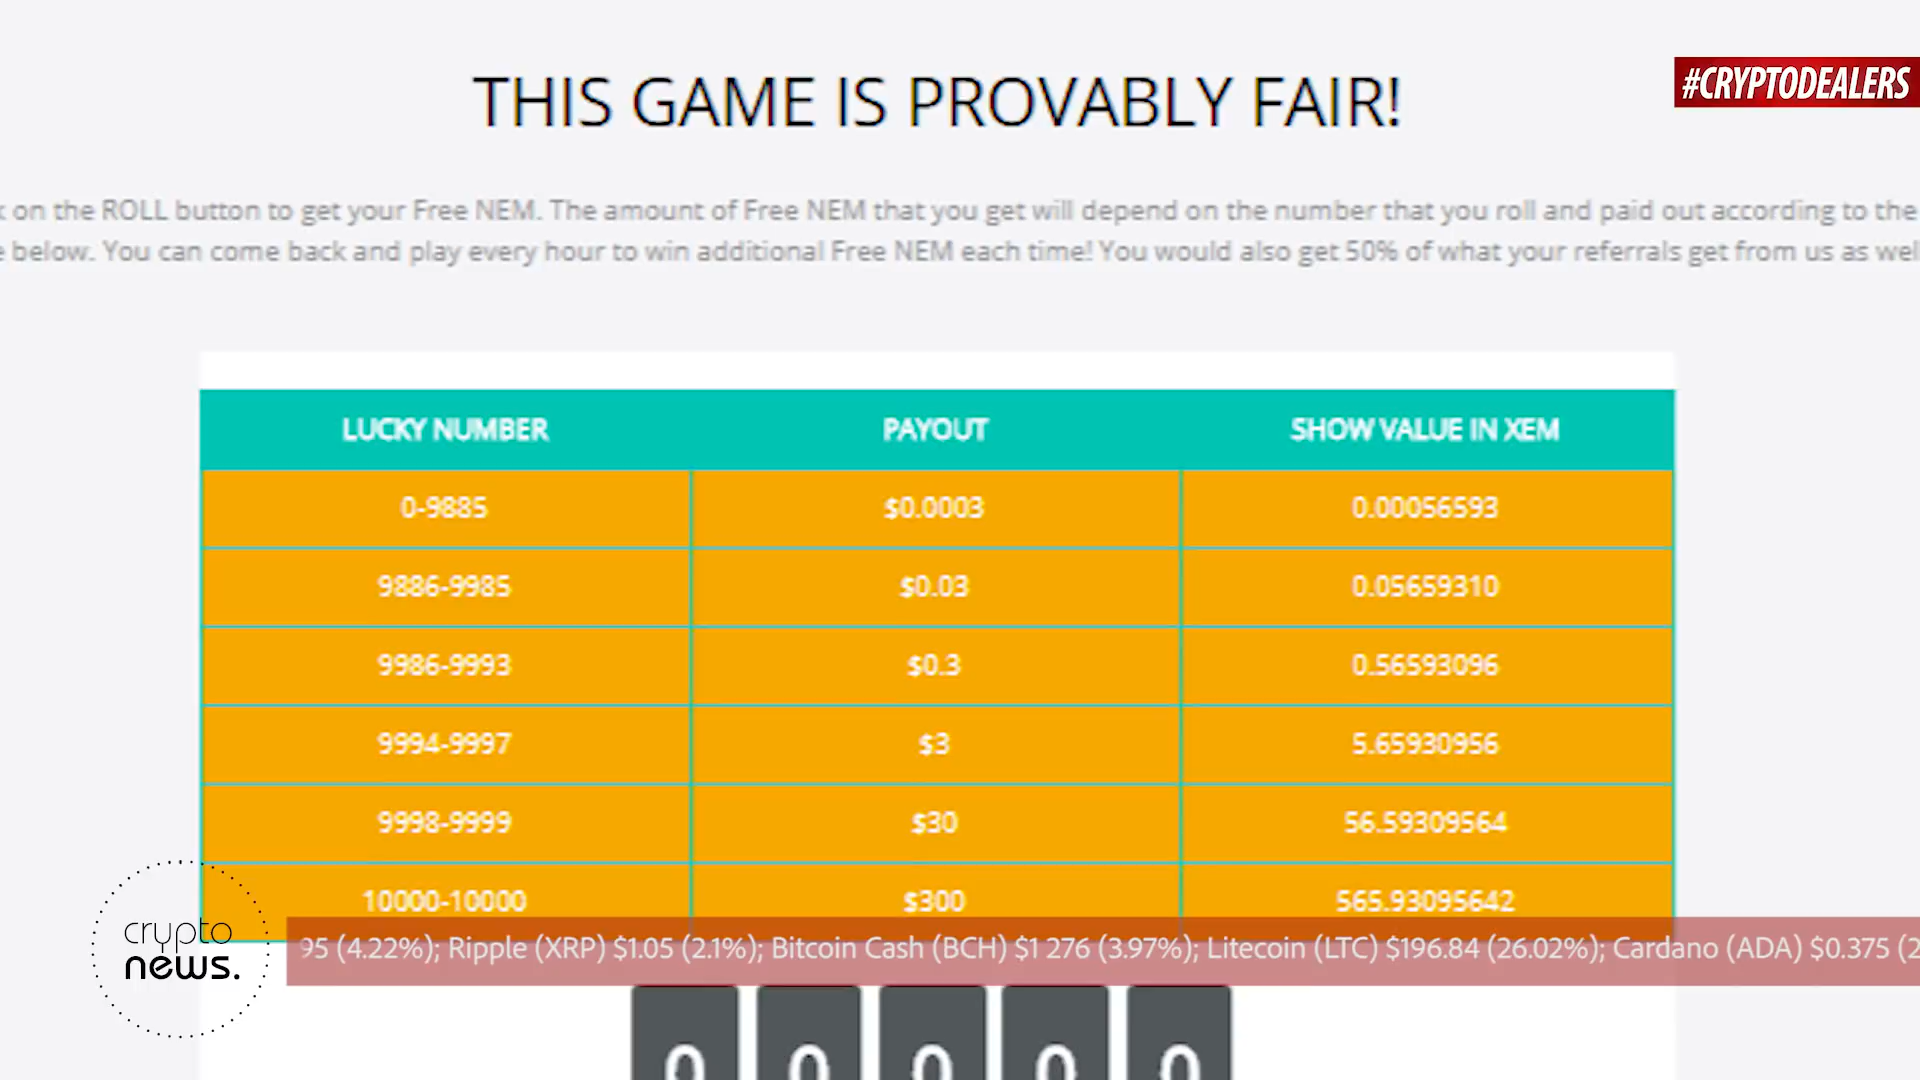 THIS GAME IS PROVABLY FAIR!
#CRYPTODEALERS
on the ROLL button to get your Free NEM. The amount of Free NEM that you get will depend on the number that you roll and paid out according to the
below. You can come back and play every hour to win additional Free NEM each time! You would also get 50% of what your referrals get from us as well
LUCKY NUMBER PAYOUT SHOW VALUE IN XEM
0-9885 $0.0003 0.00056593
9886-9985 $0.03 0.05659310
9986-9993 $0.3 0.56593096
9994-9997 $3 5.65930956
9998-9999 $30 56.59309564
10000-10000 $300 565.93095642
crypto
news.
95 (4.22%); Ripple (XRP) $1.05 (2.1%); Bitcoin Cash (BCH) $1 276 (3.97%); Litecoin (LTC) $196.84 (26.02%); Cardano (ADA) $0.375 (2
0 0 0 0 0